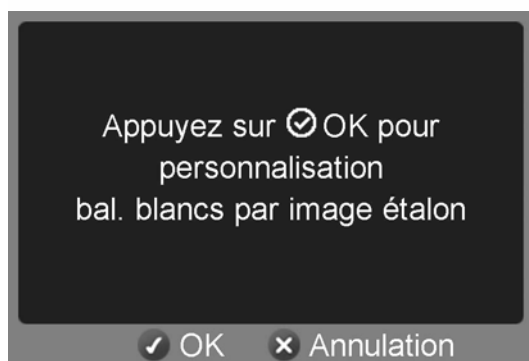 Appuyez sur OK pour
personnalisation
bal. blancs par image étalon
OK Annulation